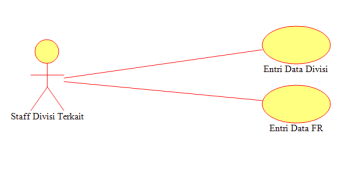 Entri Data Divisi
Staff Divisi Terkait
Entri Data FR